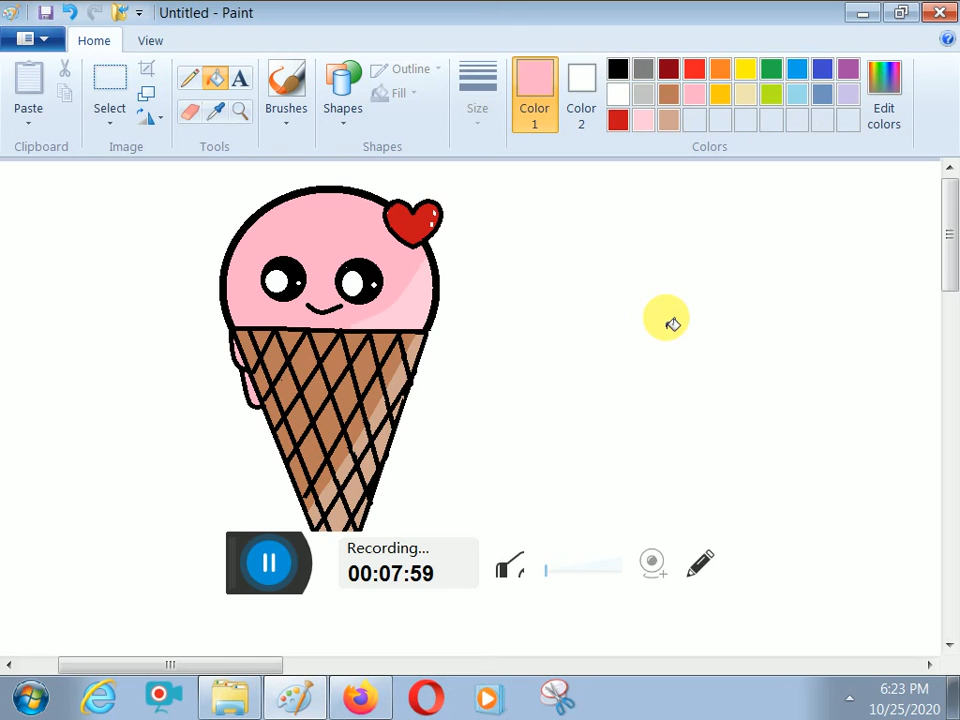 Untitled - Paint
Home View
Paste
Select
A
Brushes
Shapes
Outline
Fill
Size
Color 1
Color 2
Edit colors
Clipboard
Image
Tools
Shapes
Colors
Recording...
00:07:59
6:23 PM
10/25/2020